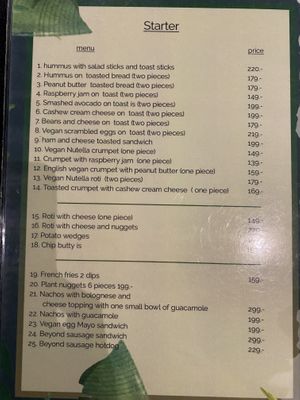 Starter
menu price
1. hummus with salad sticks and toast sticks 220.-
2. Hummus on toasted bread (two pieces) 179.-
3. Peanut butter toasted bread (two pieces) 179.-
4. Raspberry jam on toast (two pieces) 149.-
5. Smashed avocado on toast is (two pieces) 199.-
6. Cashew cream cheese on toast (two pieces) 199.-
7. Beans and cheese on toast (two pieces) 199.-
8. Vegan scrambled eggs on toast (two pieces) 219.-
9. ham and cheese toasted sandwich 199.-
10. Vegan Nutella crumpet (one piece) 149.-
11. Crumpet with raspberry jam (one piece) 139.-
12. English vegan crumpet with peanut butter (one piece) 159.-
13. Vegan Nutella roti (two pieces) 179.-
14. Toasted crumpet with cashew cream cheese ( one piece) 169.-
15. Roti with cheese (one piece) 149.-
16. Roti with cheese and nuggets
17. Potato wedges
18. Chip butty is
19. French fries 2 dips 159.-
20. Plant nuggets 6 pieces 199.-
21. Nachos with bolognese and
cheese topping with one small bowl of guacamole 299.-
22. Nachos with guacamole 199.-
23. Vegan egg Mayo sandwich 199.-
24. Beyond sausage sandwich 299.-
25. Beyond sausage hotdog 229.-